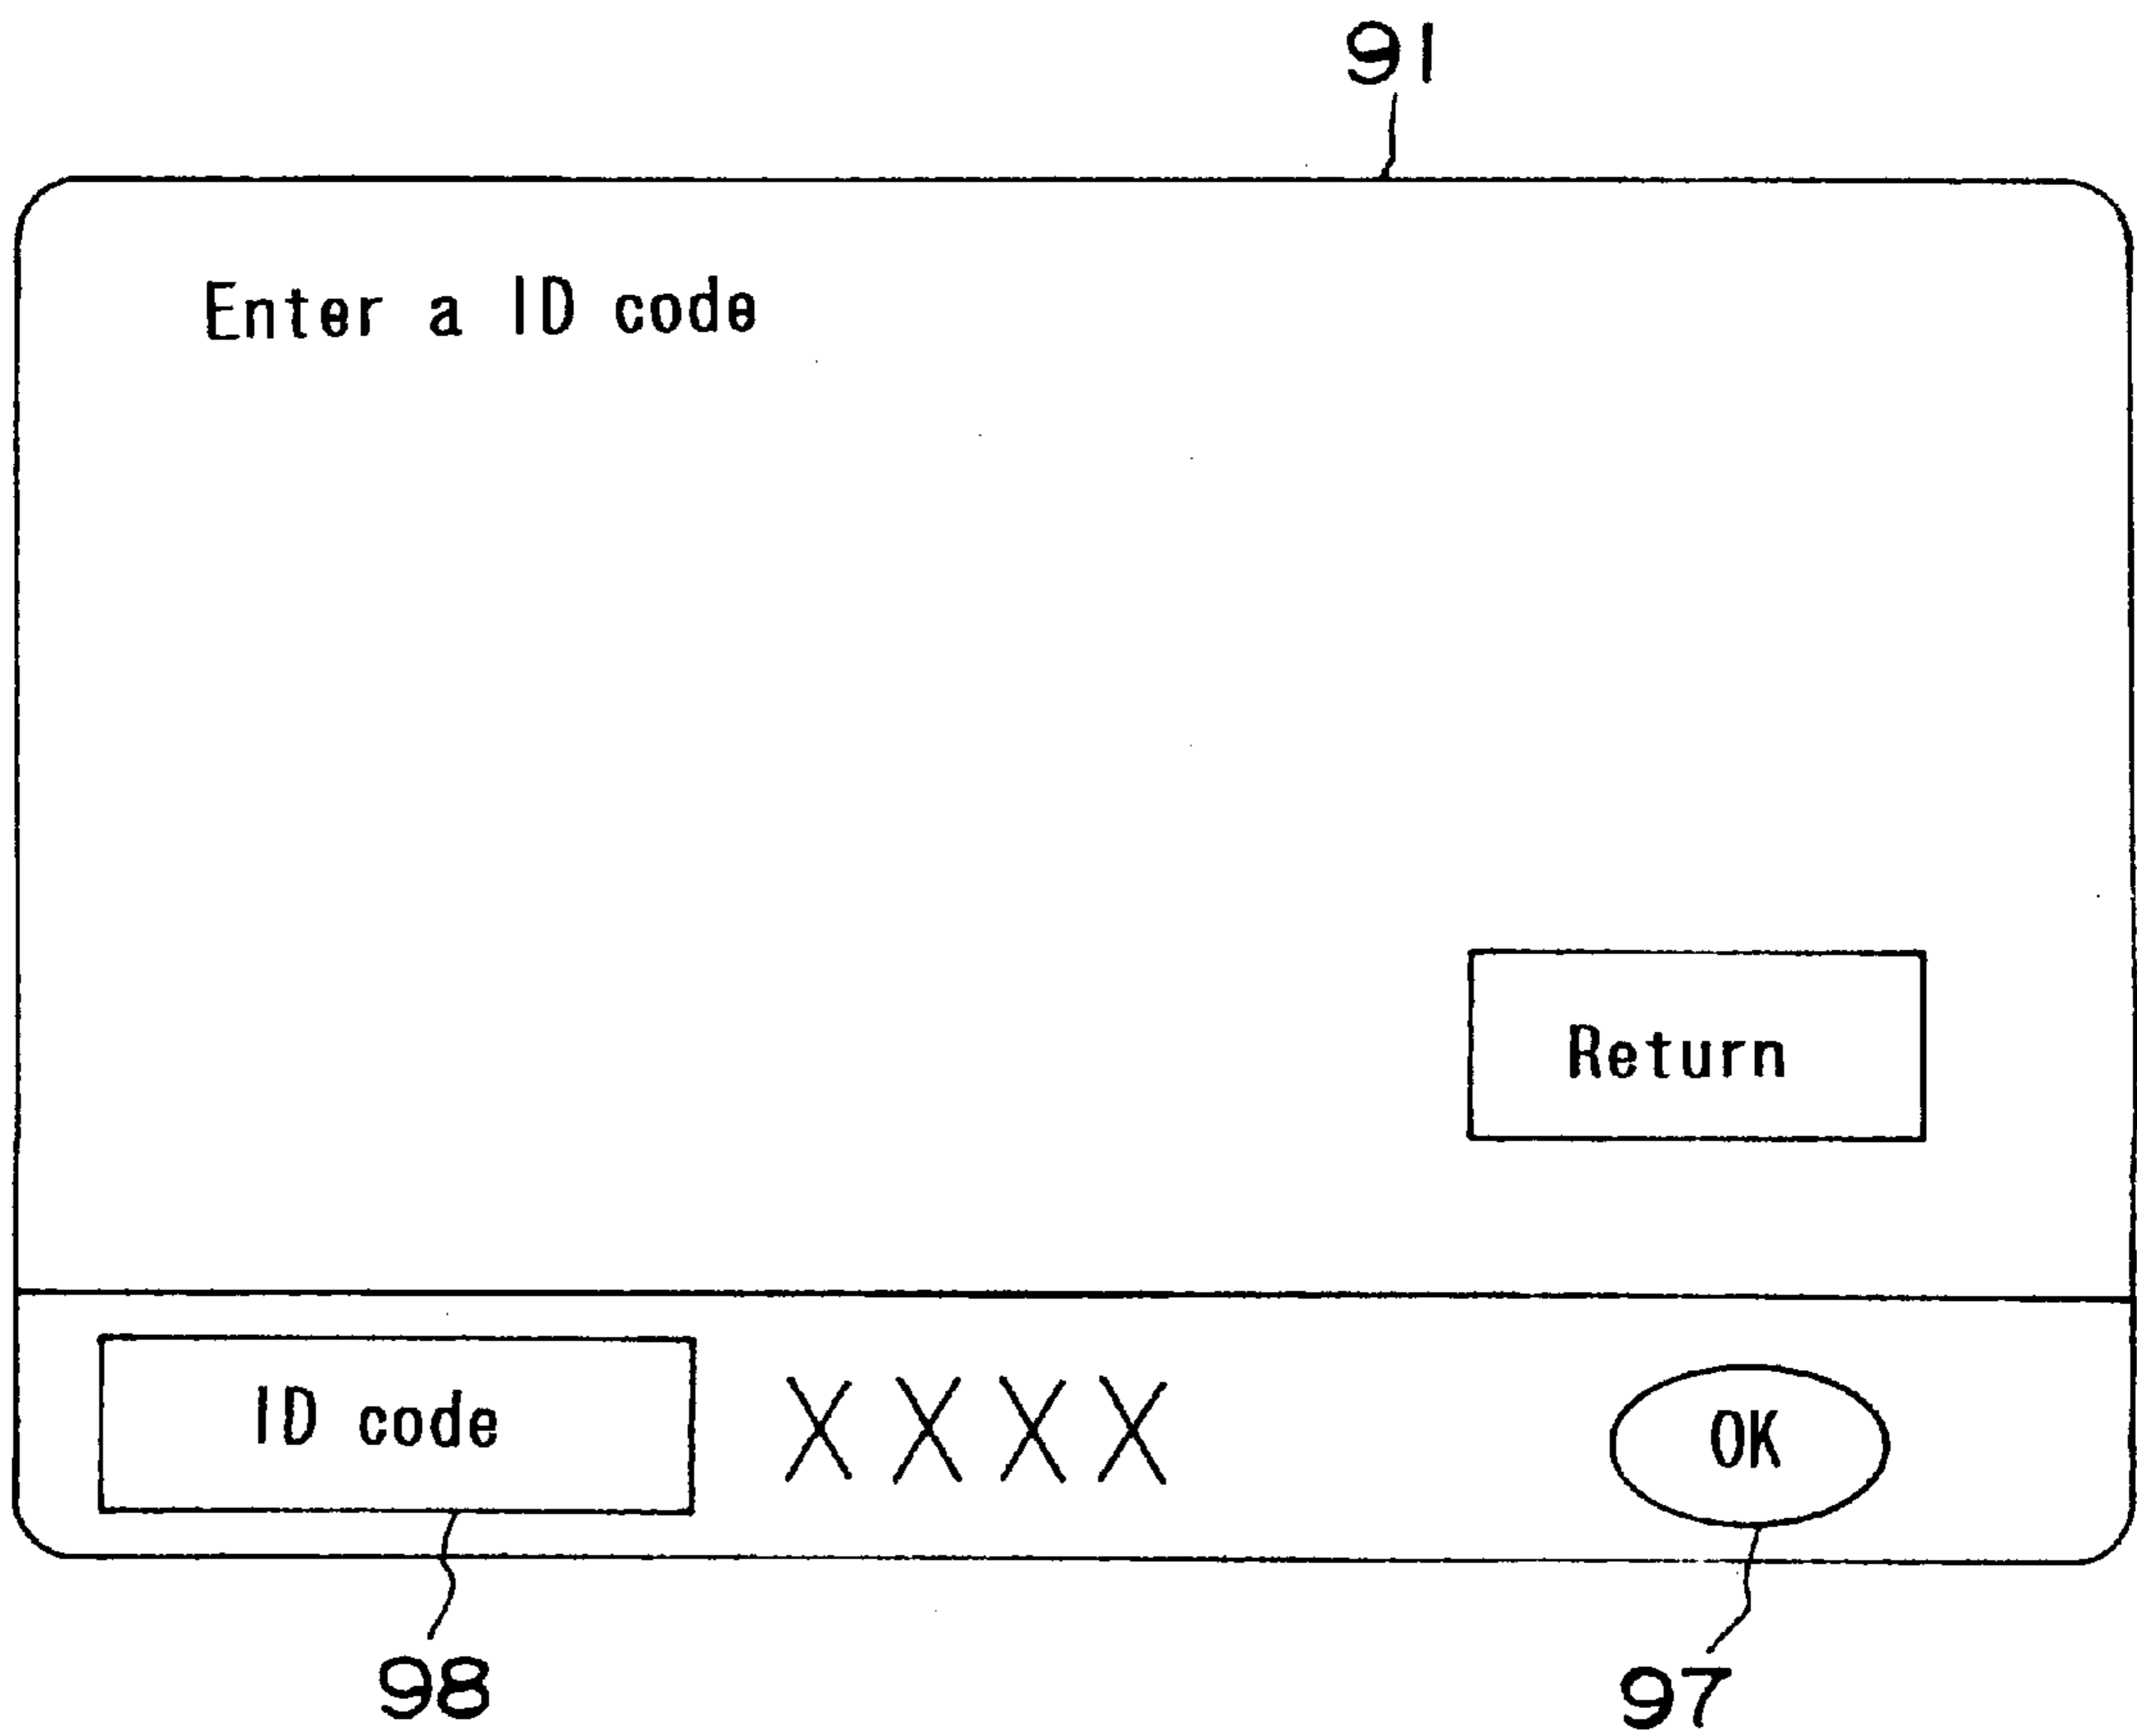 91
Enter a ID code
Return
ID code XXXX OK
98 97